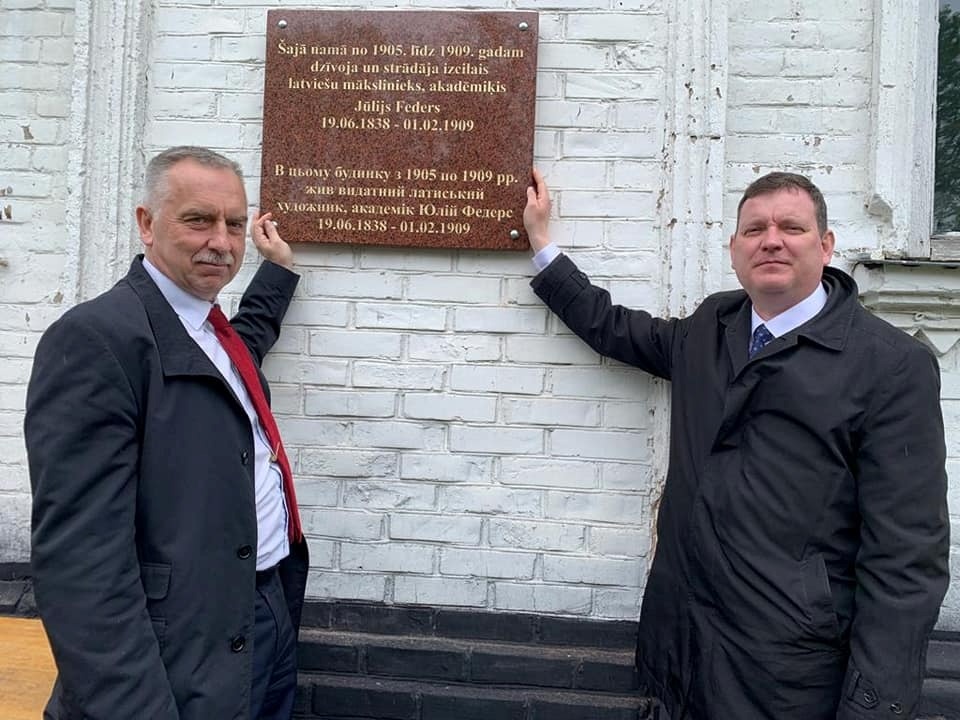 Šajā namā no 1905. līdz 1909. gadam
dzīvoja un strādāja izcilais
latviešu mākslinieks, akadēmiķis
Jūlijs Feders
19.06.1838 - 01.02.1909
В цьому будинку з 1905 по 1909 рр.
жив видатний латиський
художник, академік Юлій Федерс
19.06.1838 - 01.02.1909